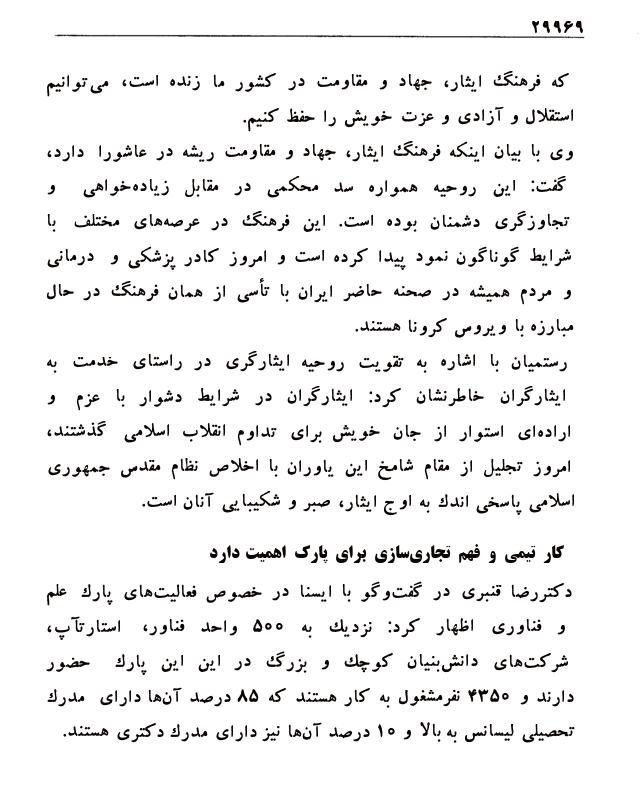 ۲۹۹۶۹
که فرهنگ ایثار، جهاد و مقاومت در کشور ما زنده است، می‌توانیم
استقلال و آزادی و عزت خویش را حفظ کنیم.
وی با بیان اینکه فرهنگ ایثار، جهاد و مقاومت ریشه در عاشورا دارد،
گفت: این روحیه همواره سد محکمی در مقابل زیاده‌خواهی و
تجاوزگری دشمنان بوده است. این فرهنگ در عرصه‌های مختلف با
شرایط گوناگون نمود پیدا کرده است و امروز کادر پزشکی و درمانی
و مردم همیشه در صحنه حاضر ایران با تأسی از همان فرهنگ در حال
مبارزه با ویروس کرونا هستند.
رستمیان با اشاره به تقویت روحیه ایثارگری در راستای خدمت به
ایثارگران خاطرنشان کرد: ایثارگران در شرایط دشوار با عزم و
اراده‌ای استوار از جان خویش برای تداوم انقلاب اسلامی گذشتند،
امروز تجلیل از مقام شامخ این یاوران با اخلاص نظام مقدس جمهوری
اسلامی پاسخی اندک به اوج ایثار، صبر و شکیبایی آنان است.
کار تیمی و فهم تجاری‌سازی برای پارک اهمیت دارد
دکتررضا قنبری در گفت‌وگو با ایسنا در خصوص فعالیت‌های پارک علم
و فناوری اظهار کرد: نزدیک به ۵۰۰ واحد فناور، استارتآپ،
شرکت‌های دانش‌بنیان کوچک و بزرگ در این این پارک حضور
دارند و ۴۳۵۰ نفرمشغول به کار هستند که ۸۵ درصد آن‌ها دارای مدرک
تحصیلی لیسانس به بالا و ۱۰ درصد آن‌ها نیز دارای مدرک دکتری هستند.